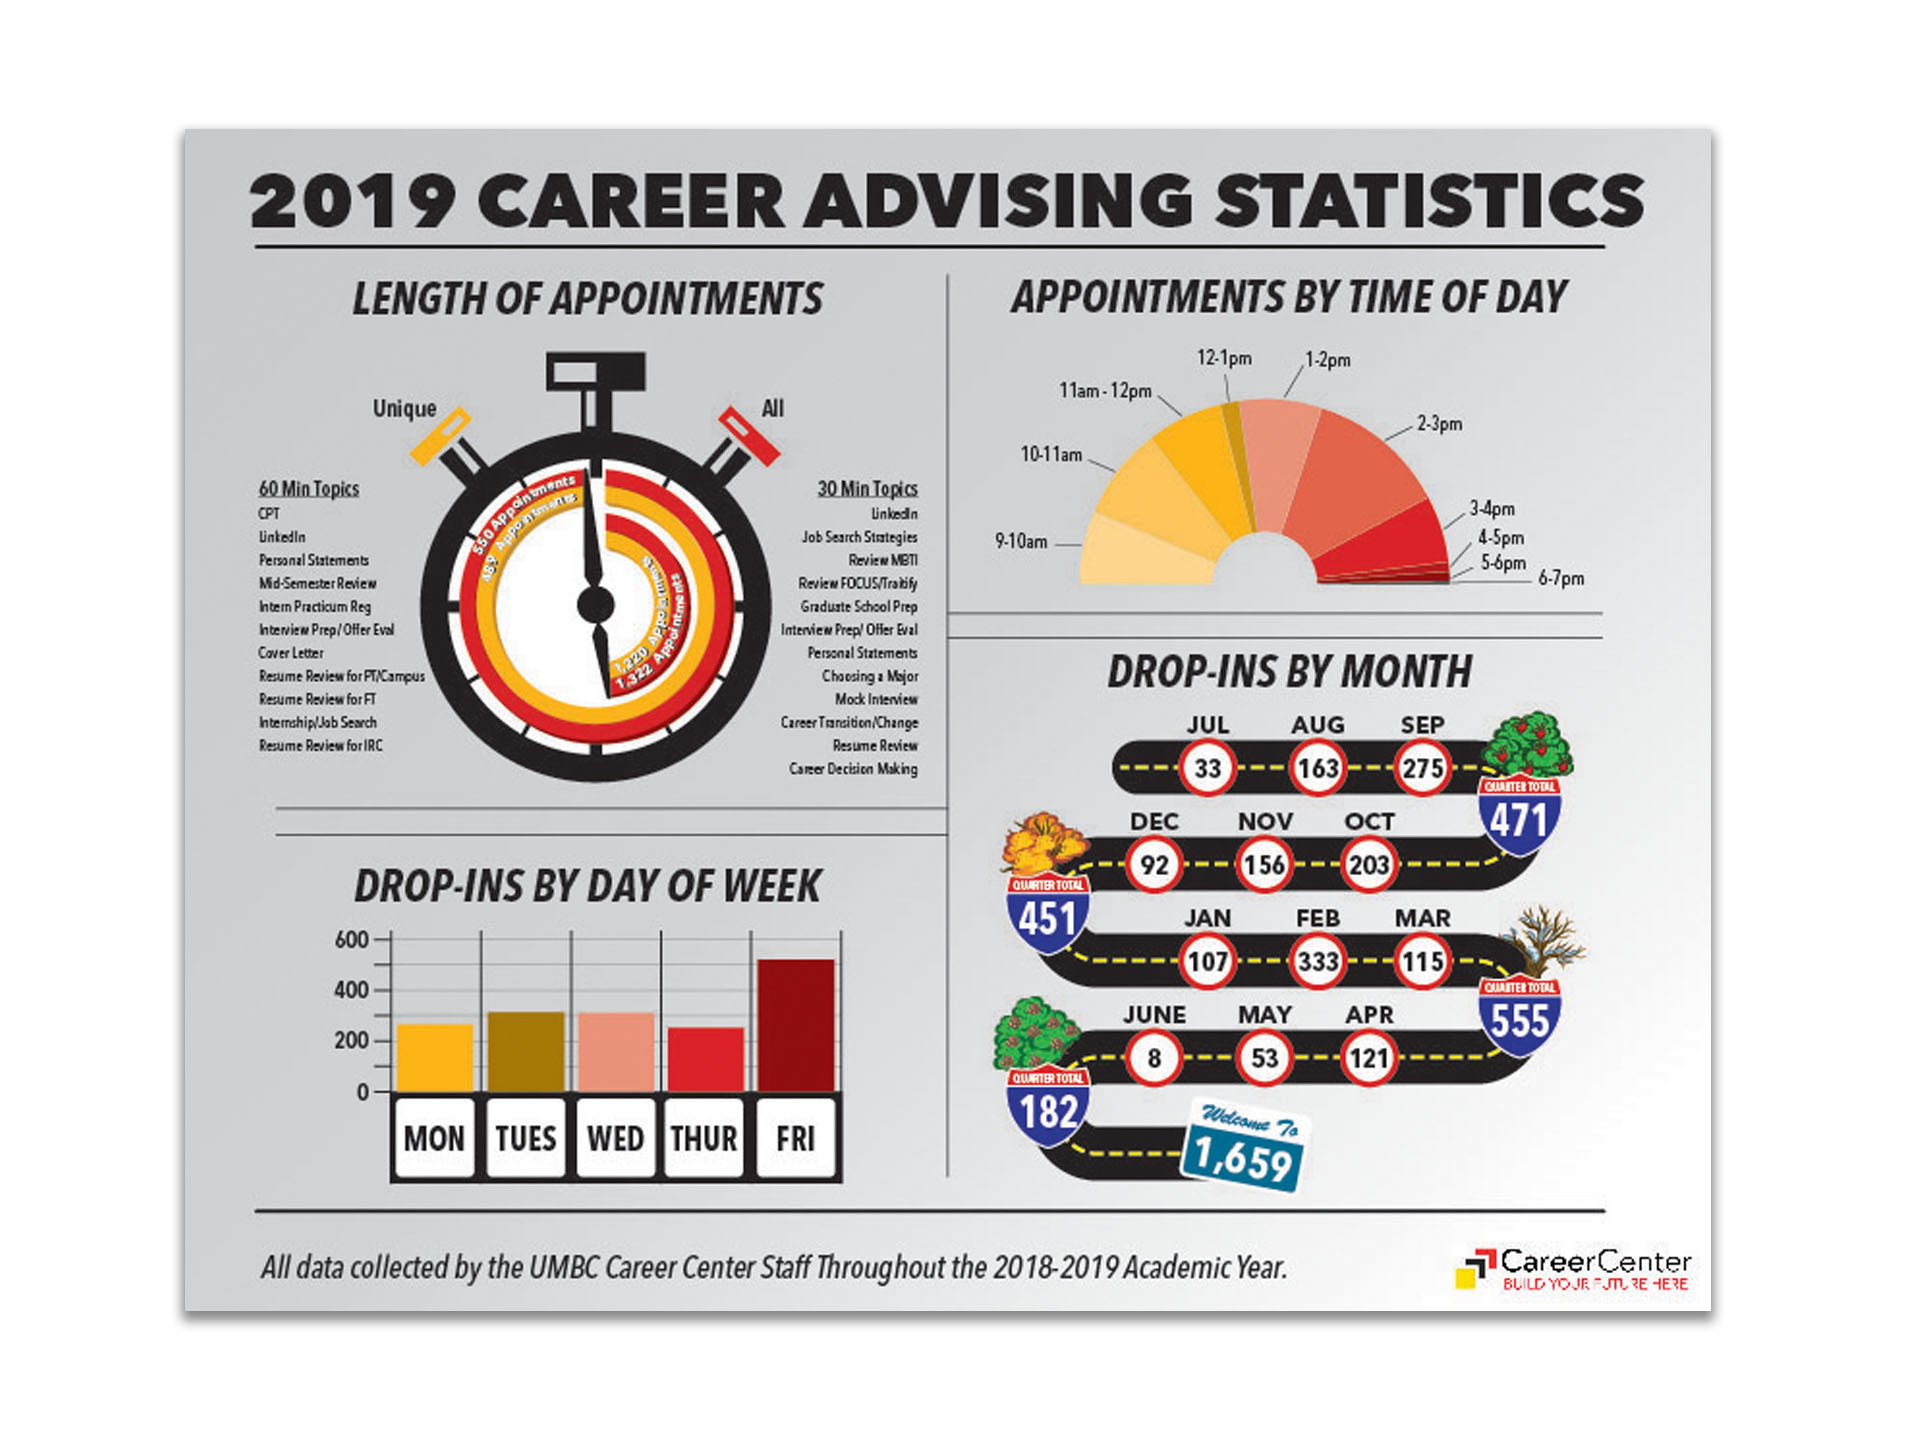 2019 CAREER ADVISING STATISTICS
LENGTH OF APPOINTMENTS
Unique
All
60 Min Topics
CPT
LinkedIn
Personal Statements
Mid-Semester Review
Intern Practicum Reg
Interview Prep/ Offer Eval
Cover Letter
Resume Review for PT/Campus
Resume Review for FT
Internship/Job Search
Resume Review for IRC
550 Appointments
489 Appointments
1,220 Appointments
1,322 Appointments
30 Min Topics
LinkedIn
Job Search Strategies
Review MBTI
Review FOCUS/Traitify
Graduate School Prep
Interview Prep/ Offer Eval
Personal Statements
Choosing a Major
Mock Interview
Career Transition/Change
Resume Review
Career Decision Making
DROP-INS BY DAY OF WEEK
600
400
200
0
MON TUES WED THUR FRI
APPOINTMENTS BY TIME OF DAY
9-10am
10-11am
11am - 12pm
12-1pm
1-2pm
2-3pm
3-4pm
4-5pm
5-6pm
6-7pm
DROP-INS BY MONTH
JUL AUG SEP
33 163 275
QUARTER TOTAL
471
DEC NOV OCT
92 156 203
QUARTER TOTAL
451
JAN FEB MAR
107 333 115
QUARTER TOTAL
555
JUNE MAY APR
8 53 121
QUARTER TOTAL
182
Welcome To
1,659
All data collected by the UMBC Career Center Staff Throughout the 2018-2019 Academic Year.
CareerCenter
BUILD YOUR FUTURE HERE